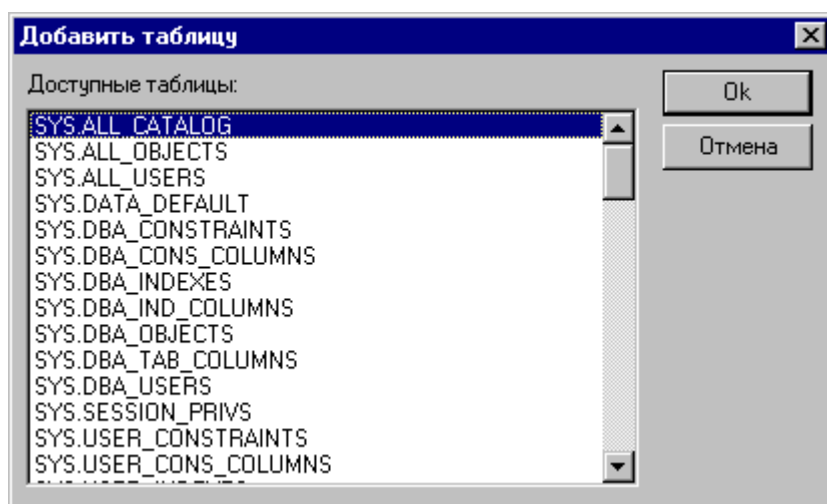 Добавить таблицу
Доступные таблицы:
Ok
Отмена
SYS.ALL_CATALOG
SYS.ALL_OBJECTS
SYS.ALL_USERS
SYS.DATA_DEFAULT
SYS.DBA_CONSTRAINTS
SYS.DBA_CONS_COLUMNS
SYS.DBA_INDEXES
SYS.DBA_IND_COLUMNS
SYS.DBA_OBJECTS
SYS.DBA_TAB_COLUMNS
SYS.DBA_USERS
SYS.SESSION_PRIVS
SYS.USER_CONSTRAINTS
SYS.USER_CONS_COLUMNS